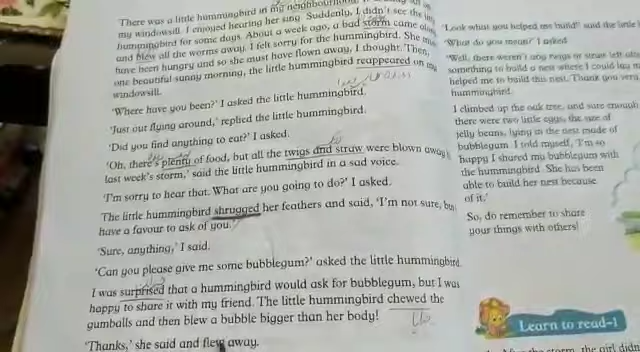 There was a little hummingbird in my neighbourhood
my windowsill. I enjoyed hearing her sing. Suddenly, I didn't see the
hummingbird for some days. About a week ago, a bad storm came
and blew all the worms away. I felt sorry for the hummingbird. She
have been hungry and so she must have flown away, I thought. Then,
one beautiful sunny morning, the little hummingbird reappeared on my
windowsill.
'Where have you been?' I asked the little hummingbird.
'Just out flying around,' replied the little hummingbird.
'Did you find anything to eat?' I asked.
'Oh, there's plenty of food, but all the twigs and straw were blown away
last week's storm,' said the little hummingbird in a sad voice.
'I'm sorry to hear that. What are you going to do?' I asked.
The little hummingbird shrugged her feathers and said, 'I'm not sure, but
have a favour to ask of you.'
'Sure, anything,' I said.
'Can you please give me some bubblegum?' asked the little hummingbird.
I was surprised that a hummingbird would ask for bubblegum, but I was
happy to share it with my friend. The little hummingbird chewed the
gumballs and then blew a bubble bigger than her body!
'Thanks,' she said and flew away.
'Look what you helped me build!' said the little
'What do you mean?' I asked.
'Well, there weren't any twigs or straw left
something to build a nest where I could lay
helped me to build this nest. Thank you
hummingbird.
I climbed up the oak tree, and sure enough
there were two little eggs, the size of
jelly beans, lying in the nest made of
bubblegum. I told myself, 'I'm so
happy I shared my bubblegum with
the hummingbird. She has been
able to build her nest because
of it.'
So, do remember to share
your things with others!
Learn to read-1
the storm, the girl